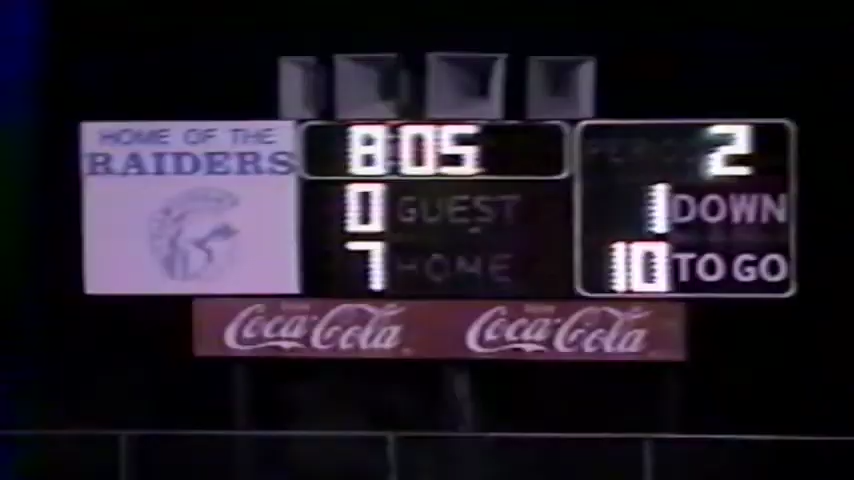 HOME OF THE
RAIDERS
8 05
0 GUEST
7 HOME
PERIOD 2
1 DOWN
10 TO GO
Coca-Cola Coca-Cola